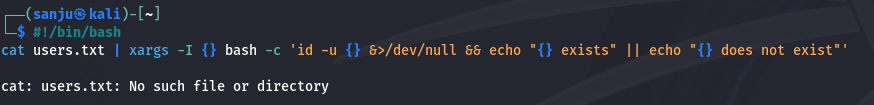 ┌──(sanju㉿kali)-[~]
└─$ #!/bin/bash
cat users.txt | xargs -I {} bash -c 'id -u {} &>/dev/null && echo "{} exists" || echo "{} does not exist"'
cat: users.txt: No such file or directory